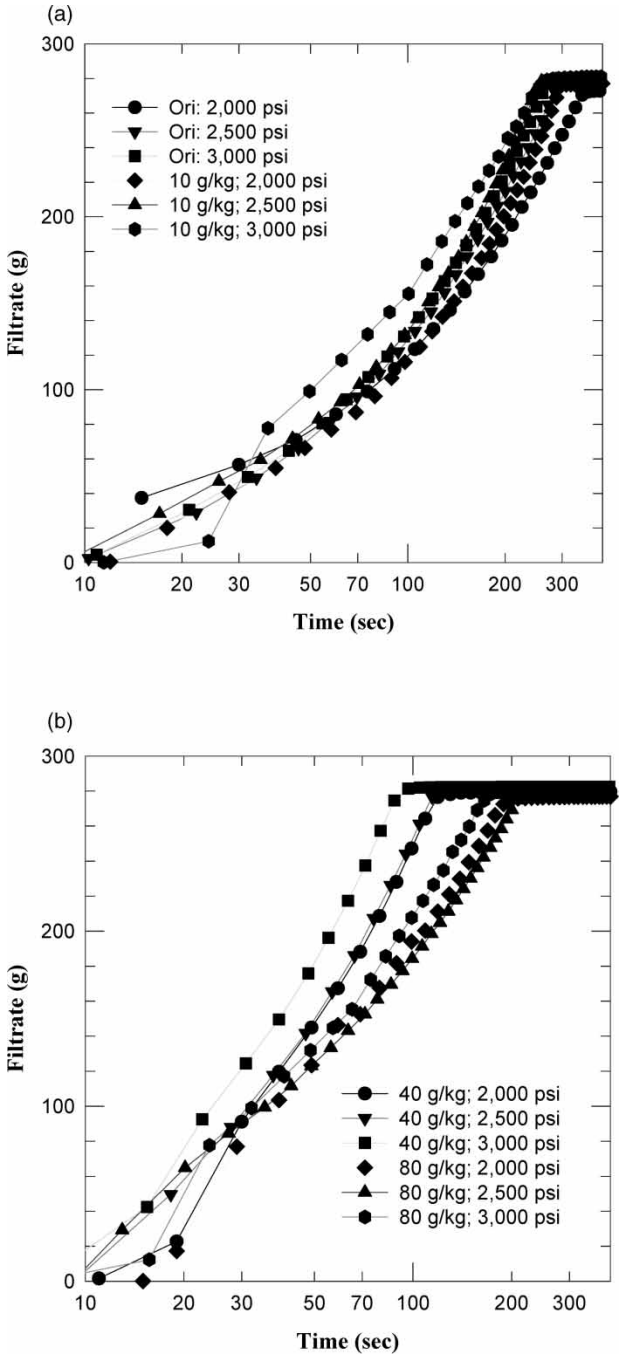 (a)
300
200
100
0
Filtrate (g)
Ori: 2,000 psi
Ori: 2,500 psi
Ori: 3,000 psi
10 g/kg; 2,000 psi
10 g/kg; 2,500 psi
10 g/kg; 3,000 psi
10 20 30 50 70 100 200 300
Time (sec)
(b)
300
200
100
0
Filtrate (g)
40 g/kg; 2,000 psi
40 g/kg; 2,500 psi
40 g/kg; 3,000 psi
80 g/kg; 2,000 psi
80 g/kg; 2,500 psi
80 g/kg; 3,000 psi
10 20 30 50 70 100 200 300
Time (sec)